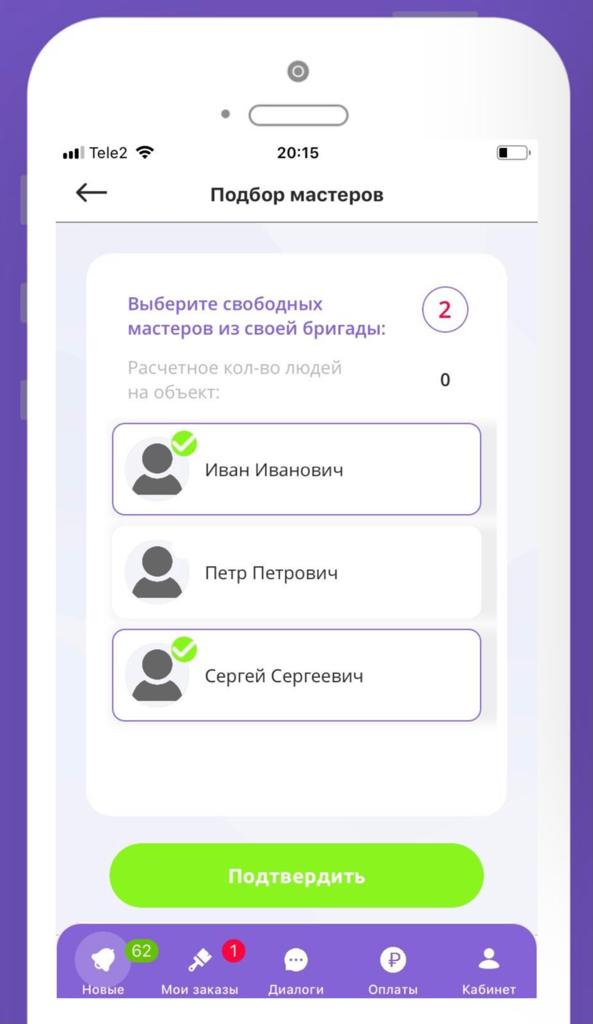 Tele2
20:15
Подбор мастеров
Выберите свободных
мастеров из своей бригады:
2
Расчетное кол-во людей
на объект:
0
Иван Иванович
Петр Петрович
Сергей Сергеевич
Подтвердить
62
1
Новые
Мои заказы
Диалоги
Оплаты
Кабинет